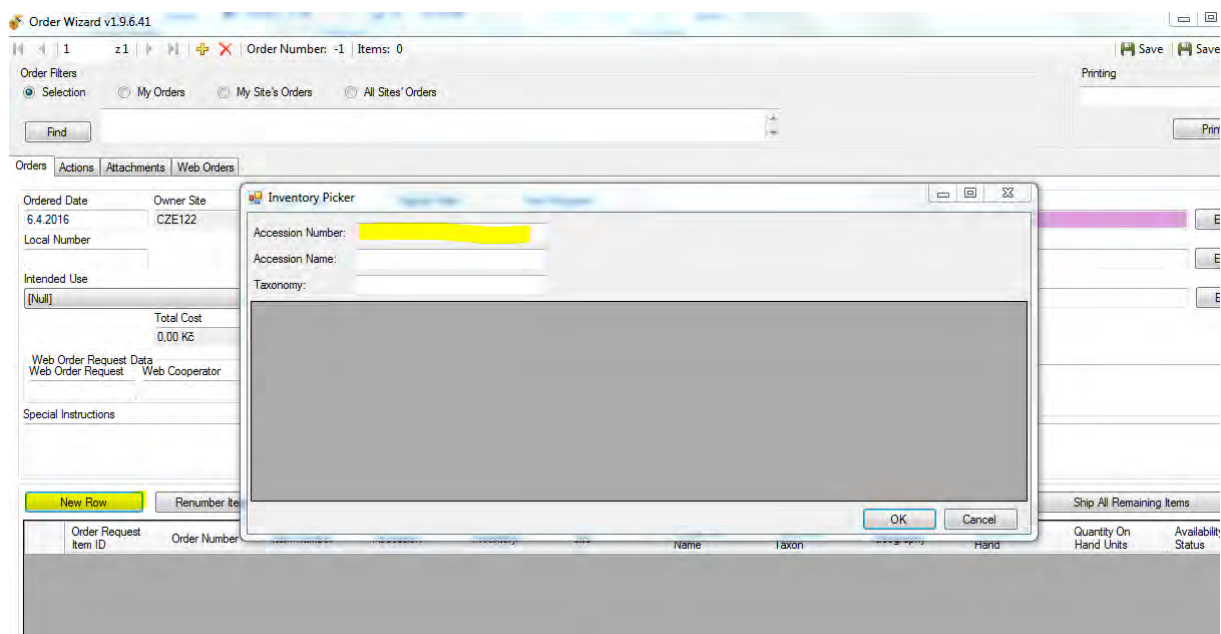 Order Wizard v1.9.6.41
1 z 1 Order Number: -1 Items: 0 Save Save
Order Filters Printing
Selection My Orders My Site's Orders All Sites' Orders
Find
Orders Actions Attachments Web Orders
Inventory Picker
Ordered Date Owner Site
6.4.2016 CZE122
Accession Number:
Local Number
Accession Name:
Intended Use
Taxonomy:
[Null]
Total Cost
0,00 Kč
Web Order Request Data
Web Order Request Web Cooperator
Special Instructions
New Row Ship All Remaining Items
OK Cancel
Order Request Item ID
Order Number
Name
Taxon
Hand
Quantity On Hand Units
Availability Status